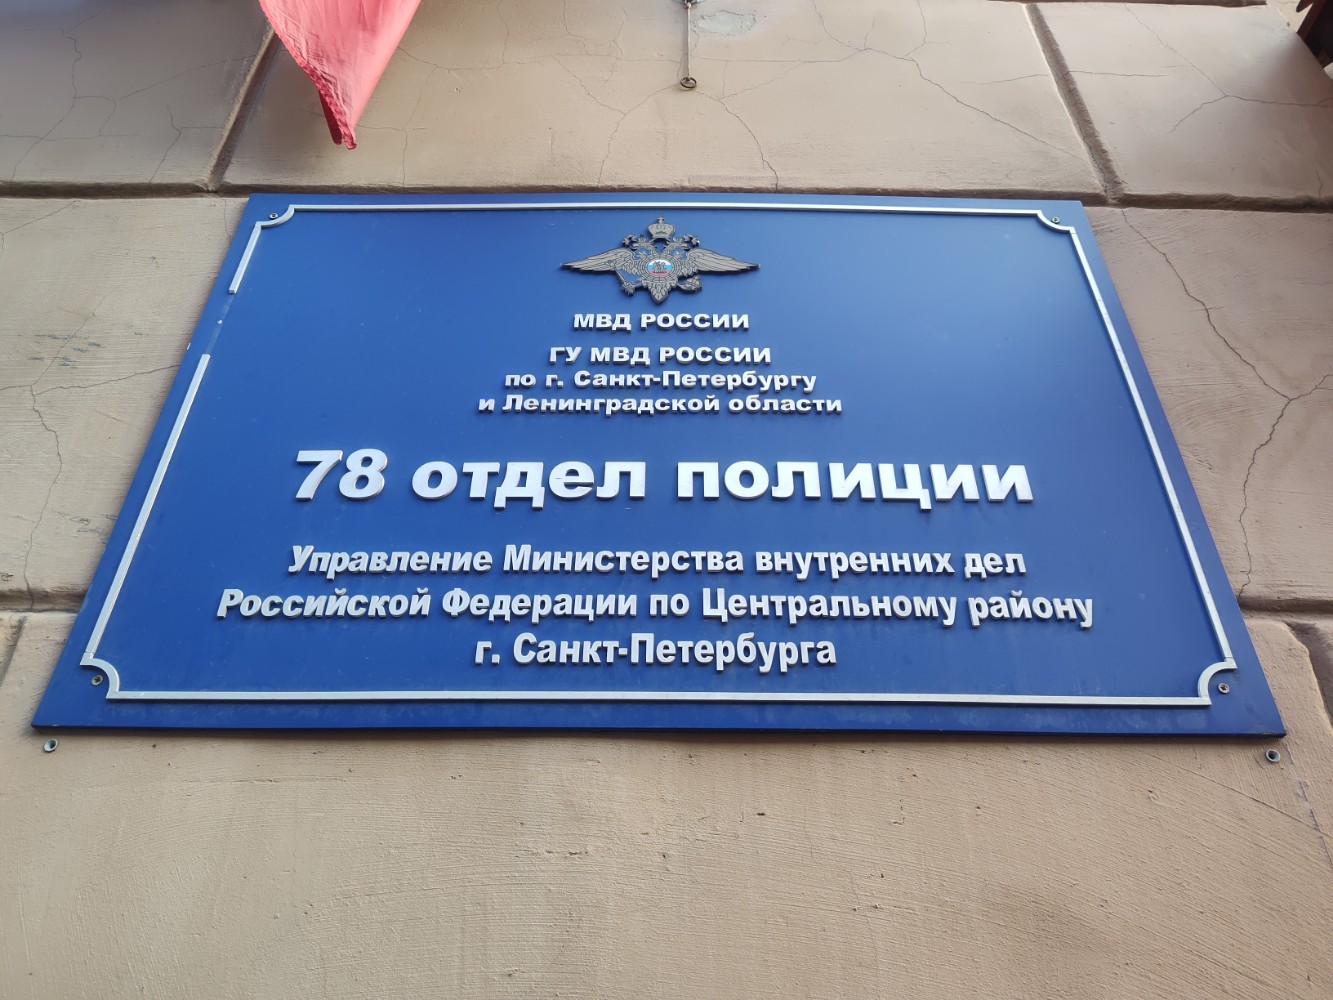 МВД РОССИИ
ГУ МВД РОССИИ
по г. Санкт-Петербургу
и Ленинградской области
78 отдел полиции
Управление Министерства внутренних дел
Российской Федерации по Центральному району
г. Санкт-Петербурга